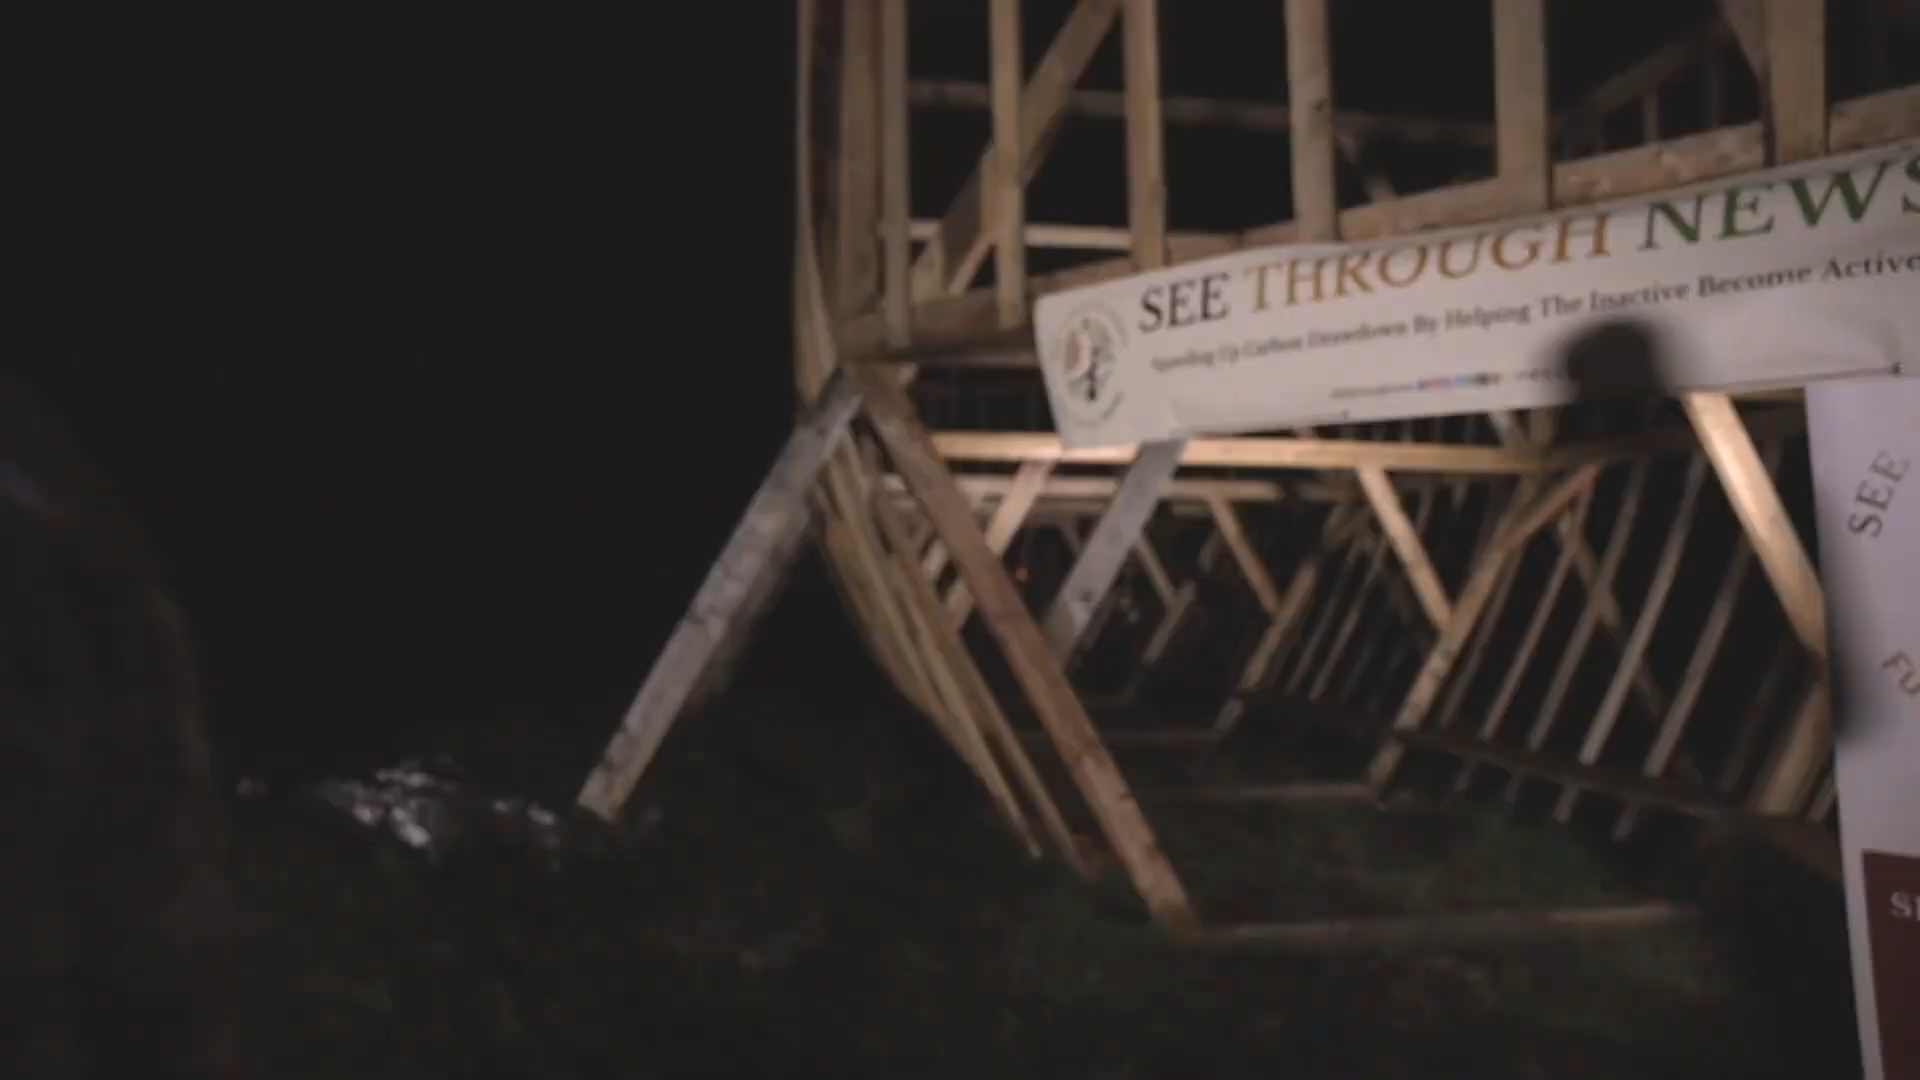 SEE THROUGH NEWS
Speeding Up Carbon Drawdown By Helping The Inactive Become Active
SEE